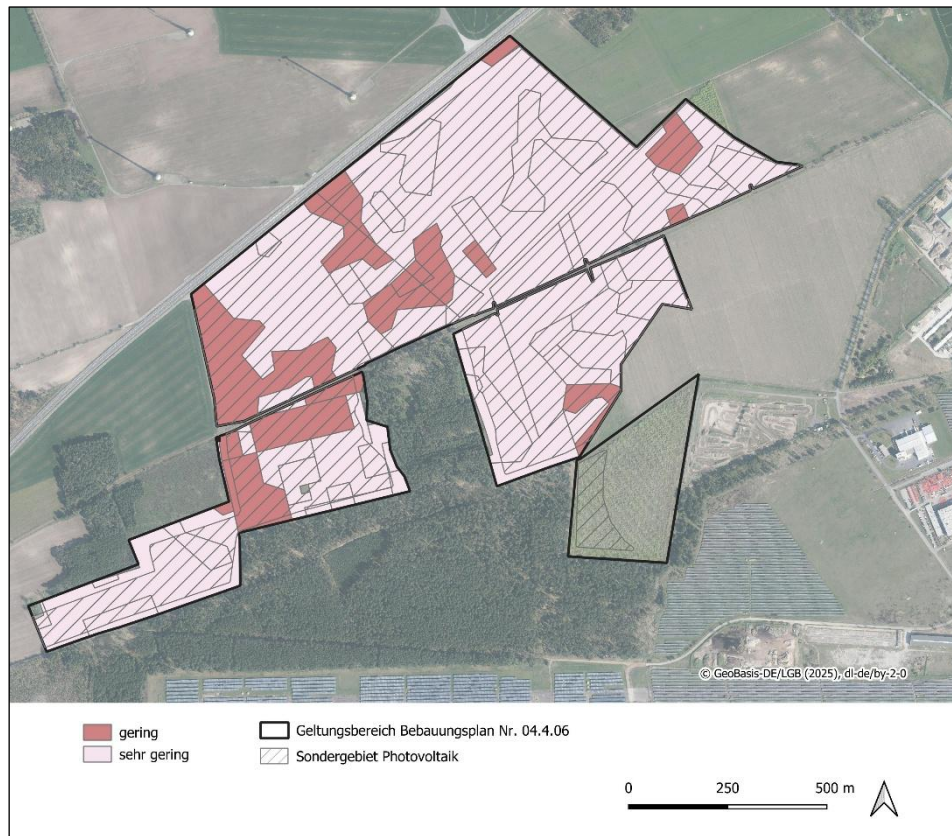 © GeoBasis-DE/LGB (2025), dl-de/by-2-0
gering
sehr gering
Geltungsbereich Bebauungsplan Nr. 04.4.06
Sondergebiet Photovoltaik
0 250 500 m